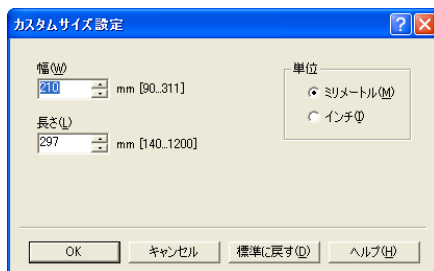 カスタムサイズ設定
幅(W)
210 mm [90..311]
長さ(L)
297 mm [140..1200]
単位
ミリメートル(M)
インチ(I)
OK キャンセル 標準に戻す(D) ヘルプ(H)